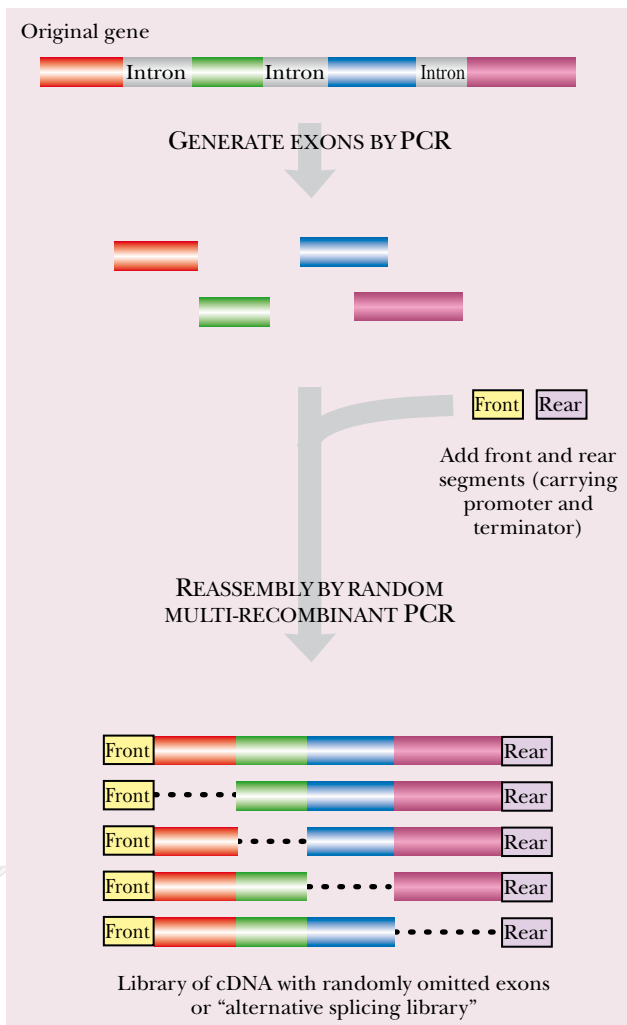 Original gene
Intron Intron Intron
GENERATE EXONS BY PCR
Front Rear
Add front and rear
segments (carrying
promoter and
terminator)
REASSEMBLY BY RANDOM
MULTI-RECOMBINANT PCR
Front Rear
Front Rear
Front Rear
Front Rear
Front Rear
Library of cDNA with randomly omitted exons
or “alternative splicing library”